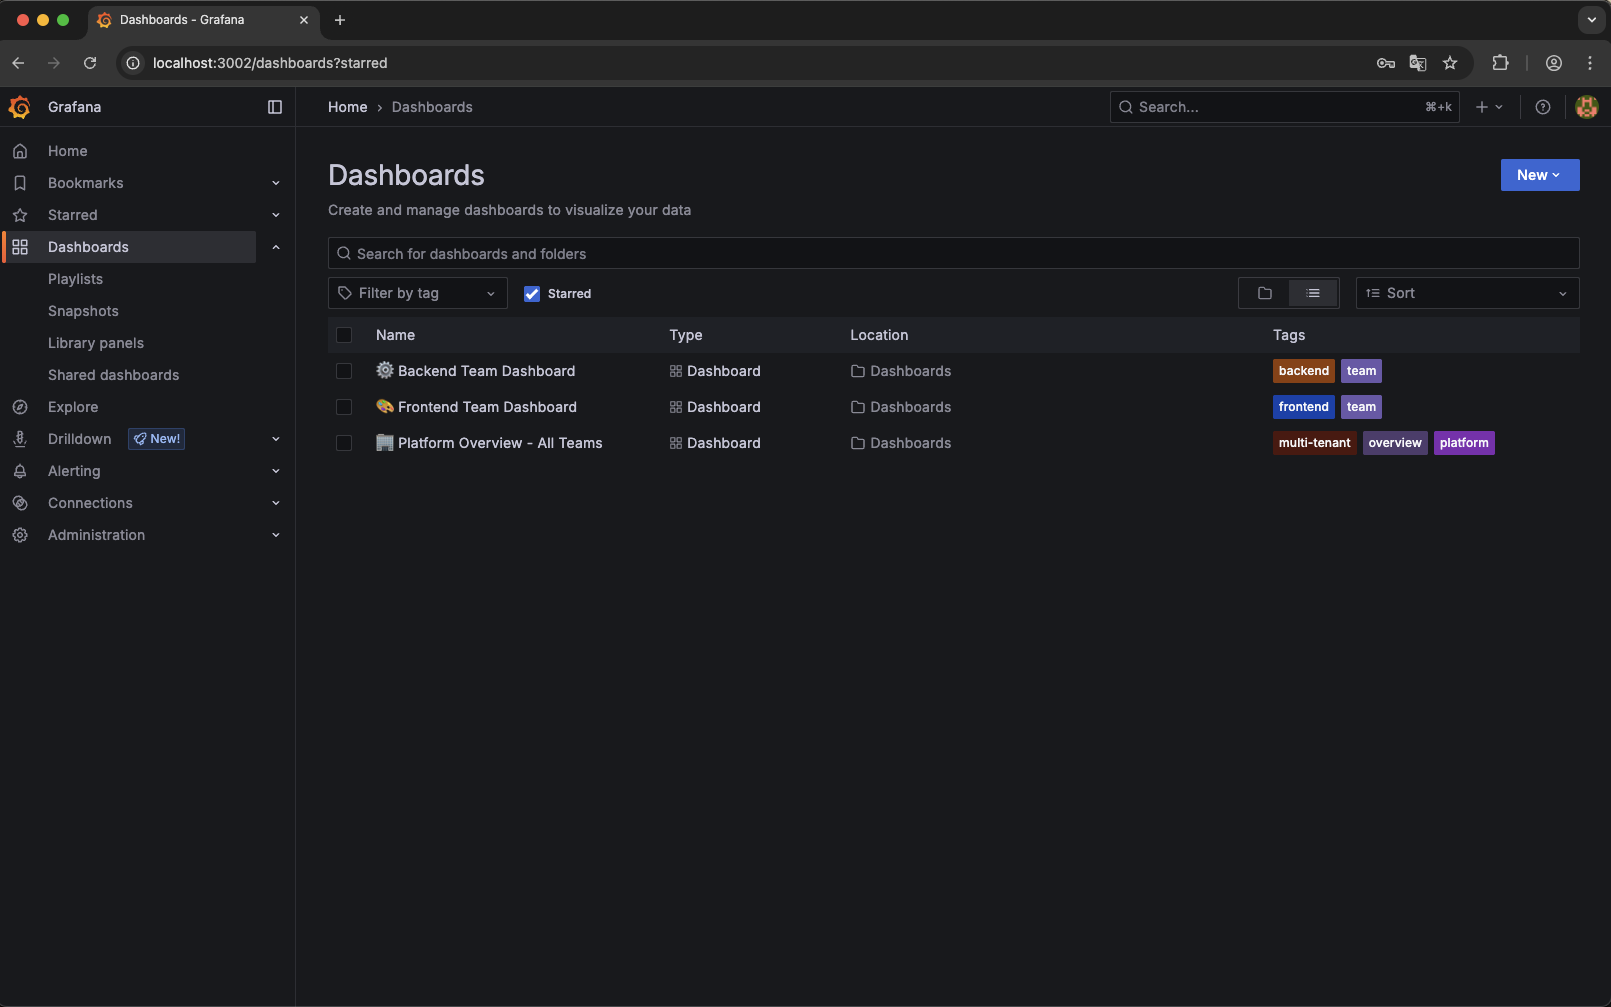 Dashboards - Grafana
localhost:3002/dashboards?starred
Grafana
Home › Dashboards
Search... ⌘+k
Home
Bookmarks
Starred
Dashboards
Playlists
Snapshots
Library panels
Shared dashboards
Explore
Drilldown New!
Alerting
Connections
Administration
Dashboards
New
Create and manage dashboards to visualize your data
Search for dashboards and folders
Filter by tag Starred Sort
Name Type Location Tags
Backend Team Dashboard Dashboard Dashboards backend team
Frontend Team Dashboard Dashboard Dashboards frontend team
Platform Overview - All Teams Dashboard Dashboards multi-tenant overview platform